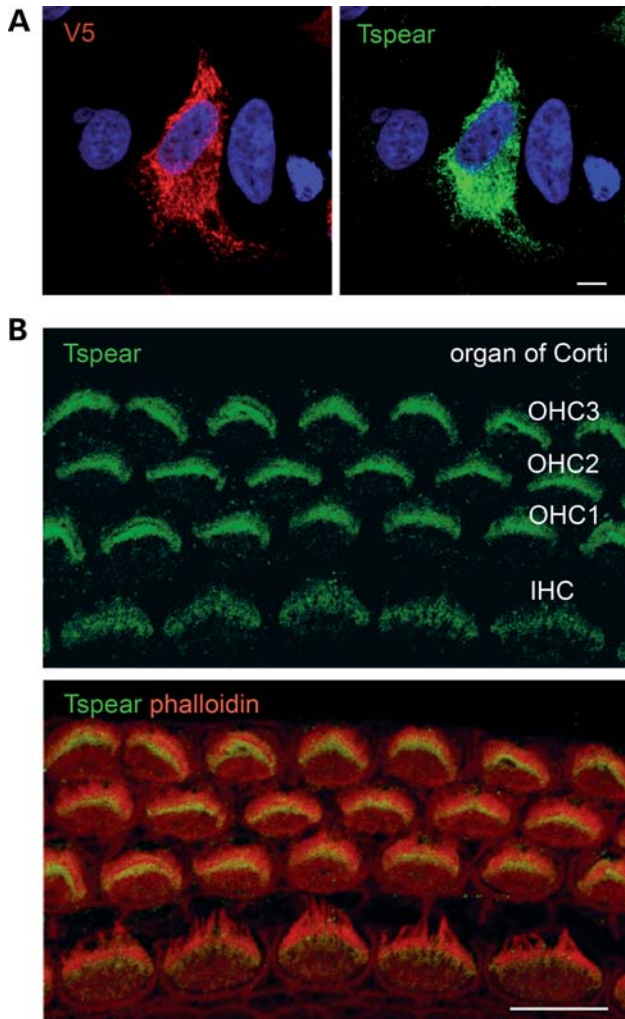 A
V5
Tspear
B
Tspear
organ of Corti
OHC3
OHC2
OHC1
IHC
Tspear phalloidin